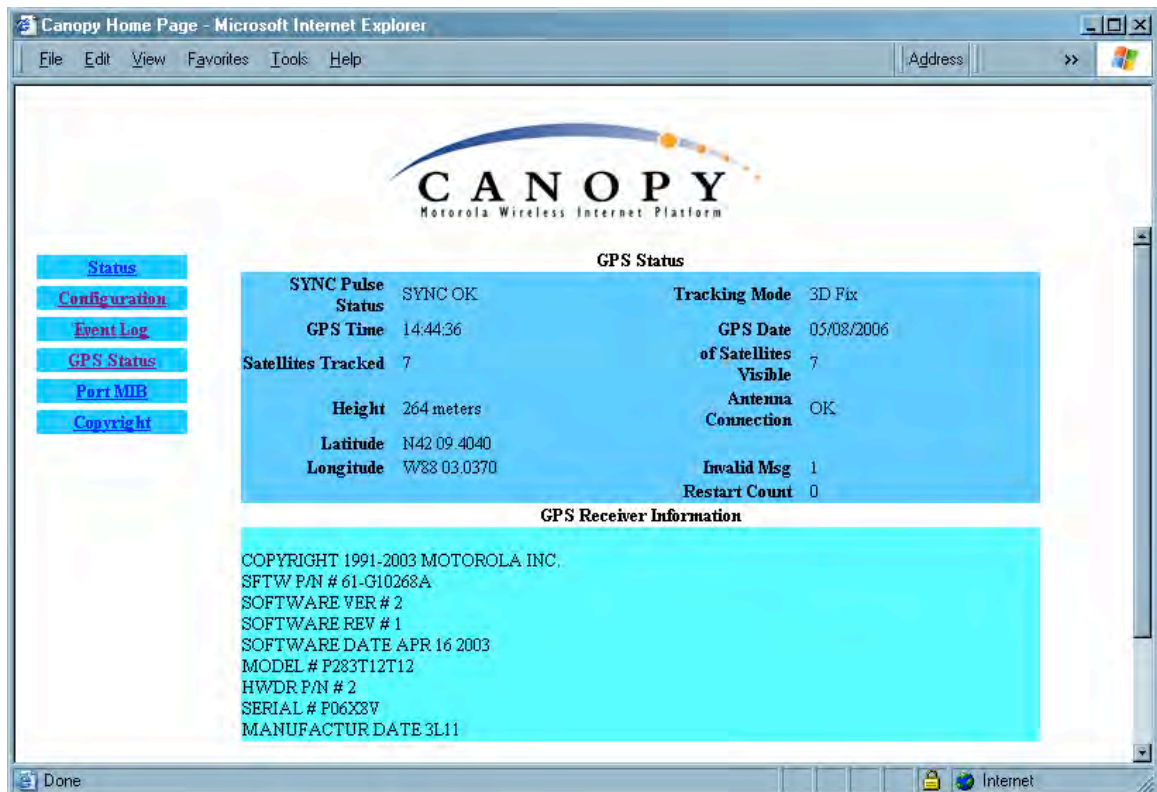 Canopy Home Page - Microsoft Internet Explorer
File Edit View Favorites Tools Help
Address >>
CANOPY
Motorola Wireless Internet Platform
Status
Configuration
Event Log
GPS Status
Port MIB
Copyright
GPS Status
SYNC Pulse Status SYNC OK Tracking Mode 3D Fix
GPS Time 14:44:36 GPS Date 05/08/2006
Satellites Tracked 7 of Satellites Visible 7
Height 264 meters Antenna Connection OK
Latitude N42 09.4040
Longitude W88 03.0370 Invalid Msg 1
Restart Count 0
GPS Receiver Information
COPYRIGHT 1991-2003 MOTOROLA INC.
SFTW P/N # 61-G10268A
SOFTWARE VER # 2
SOFTWARE REV # 1
SOFTWARE DATE APR 16 2003
MODEL # P283T12T12
HWDR P/N # 2
SERIAL # P06X8V
MANUFACTUR DATE 3L11
Done Internet